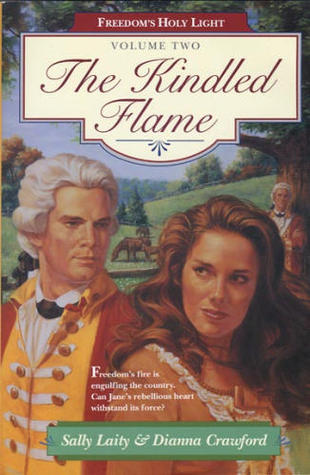 FREEDOM'S HOLY LIGHT
VOLUME TWO
The Kindled
Flame
Freedom's fire is
engulfing the country.
Can Jane's rebellious heart
withstand its force?
Sally Laity & Dianna Crawford